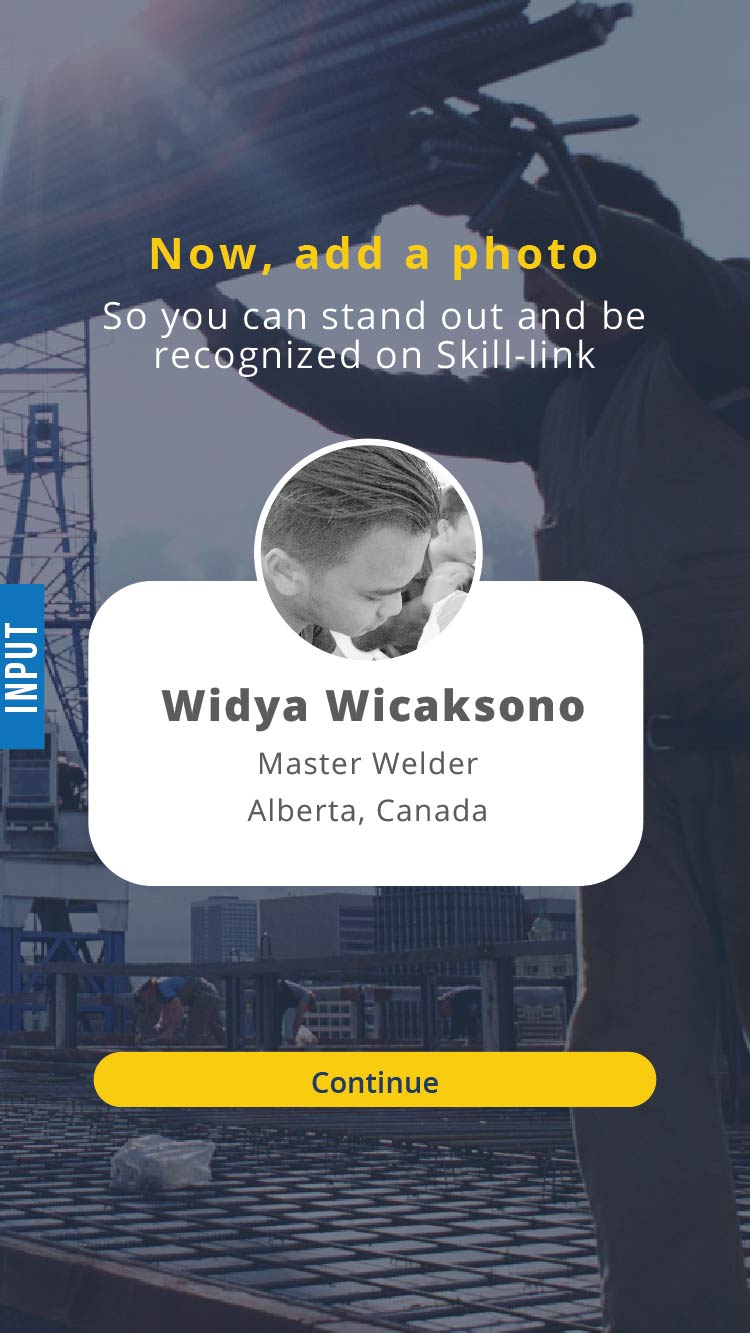 Now, add a photo
So you can stand out and be
recognized on Skill-link
INPUT
Widya Wicaksono
Master Welder
Alberta, Canada
Continue